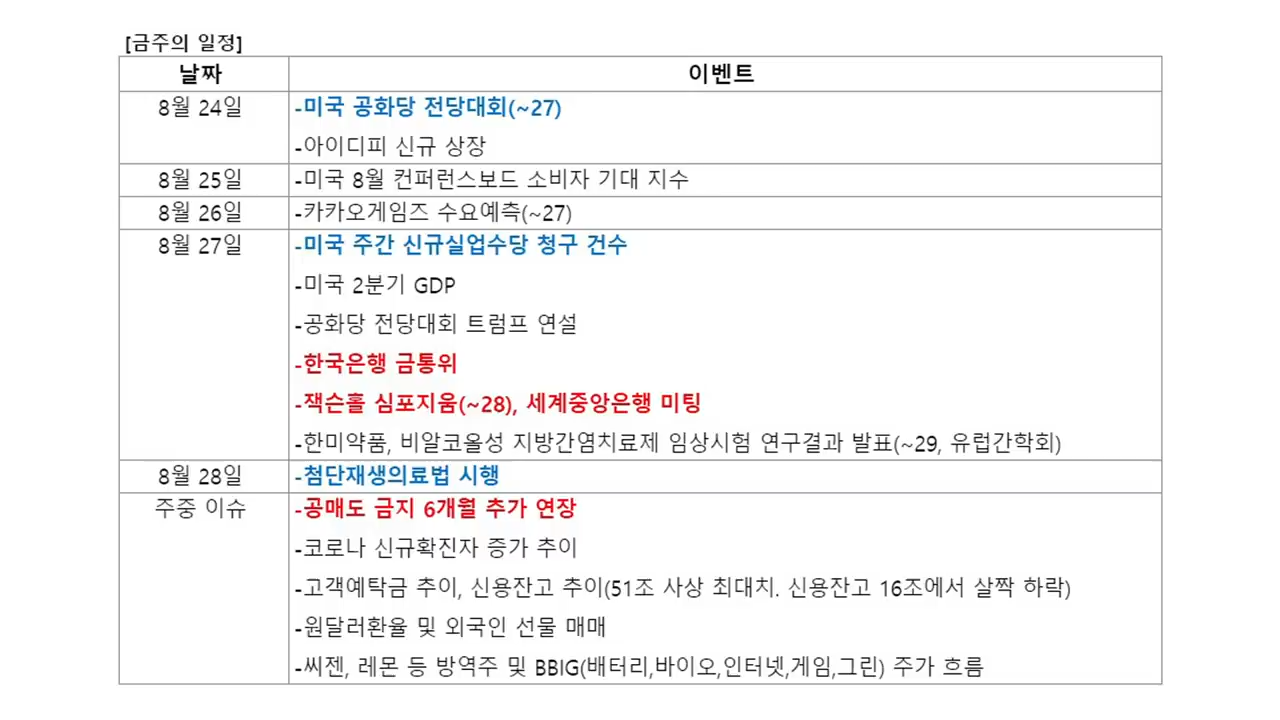 [금주의 일정]
날짜 이벤트
8월 24일 -미국 공화당 전당대회(~27)
-아이디피 신규 상장
8월 25일 -미국 8월 컨퍼런스보드 소비자 기대 지수
8월 26일 -카카오게임즈 수요예측(~27)
8월 27일 -미국 주간 신규실업수당 청구 건수
-미국 2분기 GDP
-공화당 전당대회 트럼프 연설
-한국은행 금통위
-잭슨홀 심포지움(~28), 세계중앙은행 미팅
-한미약품, 비알코올성 지방간염치료제 임상시험 연구결과 발표(~29, 유럽간학회)
8월 28일 -첨단재생의료법 시행
주중 이슈 -공매도 금지 6개월 추가 연장
-코로나 신규확진자 증가 추이
-고객예탁금 추이, 신용잔고 추이(51조 사상 최대치. 신용잔고 16조에서 살짝 하락)
-원달러환율 및 외국인 선물 매매
-씨젠, 레몬 등 방역주 및 BBIG(배터리,바이오,인터넷,게임,그린) 주가 흐름